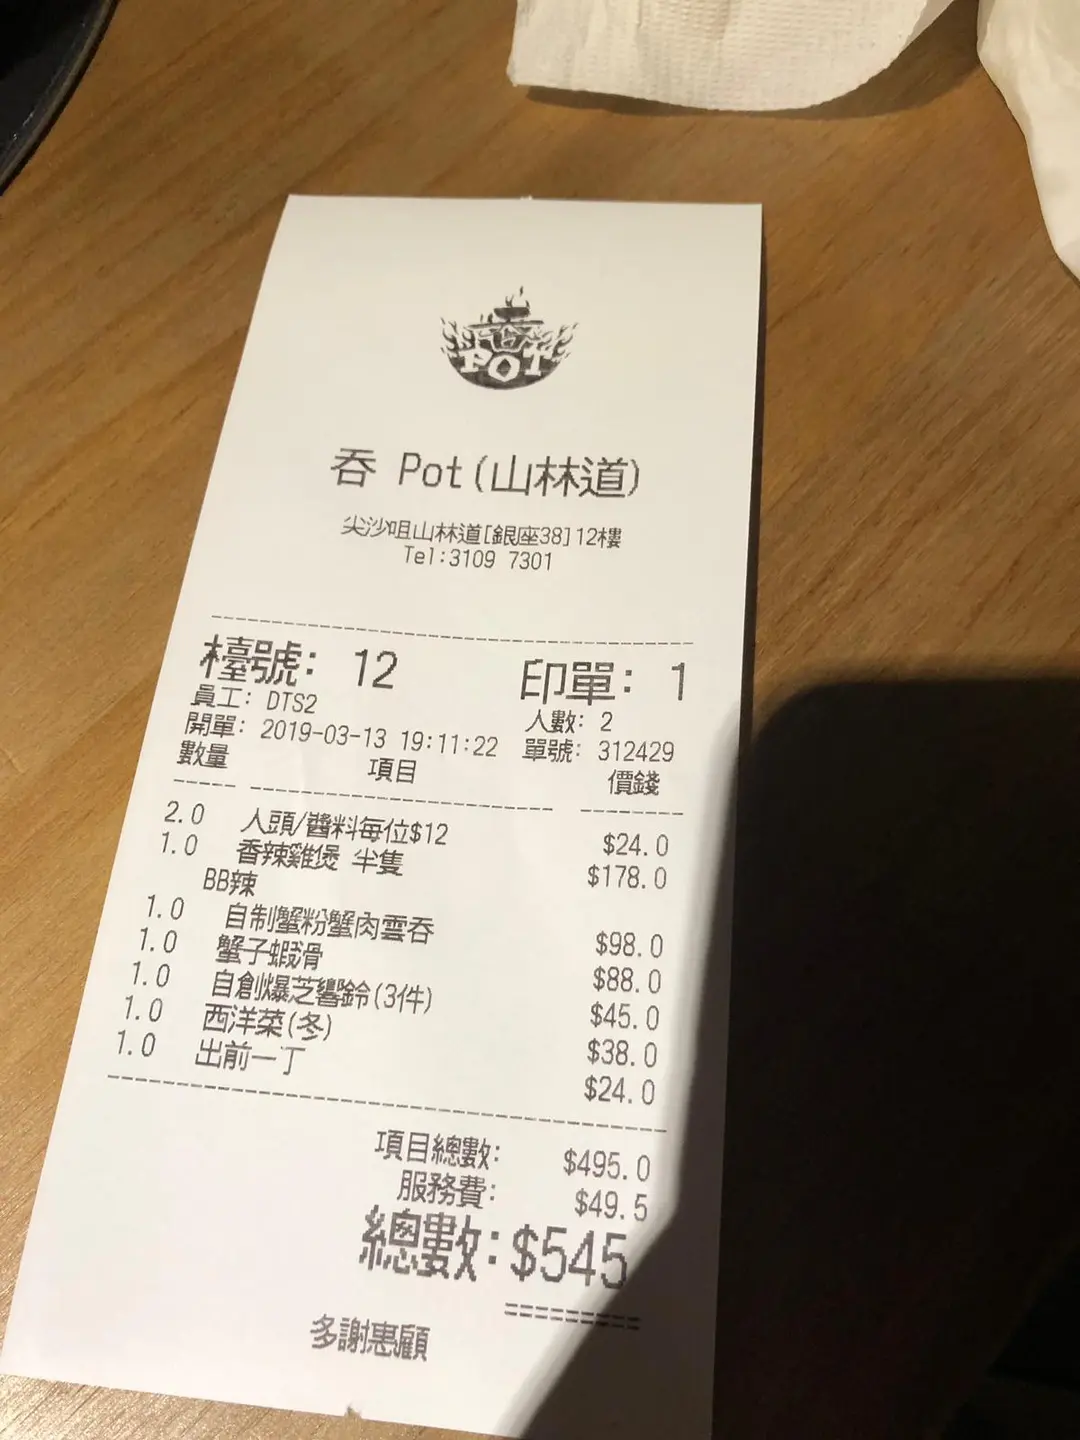 吞
POT
吞 Pot(山林道)
尖沙咀山林道[銀座38]12樓
Tel:3109 7301
檯號: 12 印單: 1
員工: DTS2 人數: 2
開單: 2019-03-13 19:11:22 單號: 312429
數量 項目 價錢
2.0 人頭/醬料每位$12 $24.0
1.0 香辣雞煲 半隻 $178.0
BB辣
1.0 自制蟹粉蟹肉雲吞 $98.0
1.0 蟹子蝦滑 $88.0
1.0 自創爆芝響鈴(3件) $45.0
1.0 西洋菜(冬) $38.0
1.0 出前一丁 $24.0
項目總數: $495.0
服務費: $49.5
總數: $545
多謝惠顧